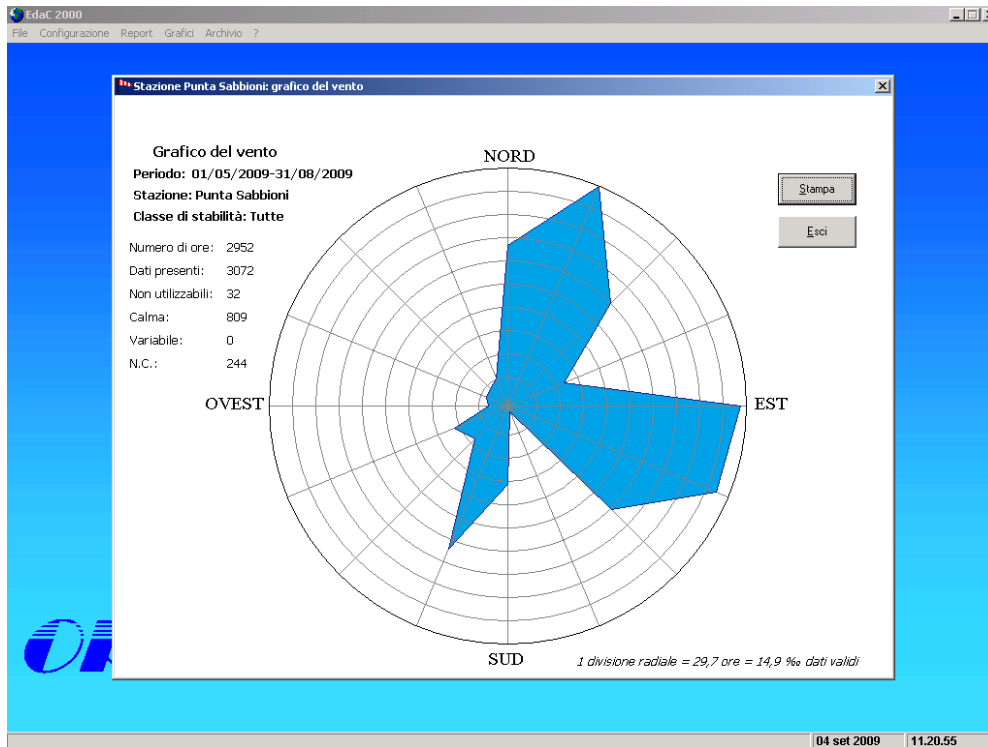 EdaC 2000
File Configurazione Report Grafici Archivio ?
Stazione Punta Sabbioni: grafico del vento
Grafico del vento
Periodo: 01/05/2009-31/08/2009
Stazione: Punta Sabbioni
Classe di stabilità: Tutte
Numero di ore: 2952
Dati presenti: 3072
Non utilizzabili: 32
Calma: 809
Variabile: 0
N.C.: 244
NORD
OVEST
EST
SUD
Stampa
Esci
1 divisione radiale = 29,7 ore = 14,9 ‰ dati validi
04 set 2009 11.20.55